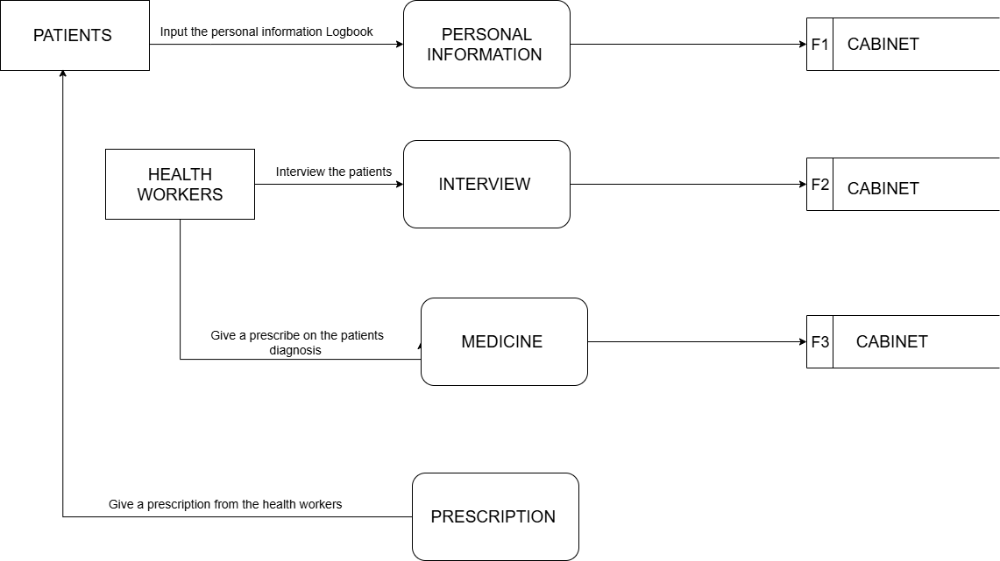 PATIENTS
Input the personal information Logbook
PERSONAL
INFORMATION
F1
CABINET
HEALTH
WORKERS
Interview the patients
INTERVIEW
F2
CABINET
Give a prescribe on the patients
diagnosis
MEDICINE
F3
CABINET
Give a prescription from the health workers
PRESCRIPTION